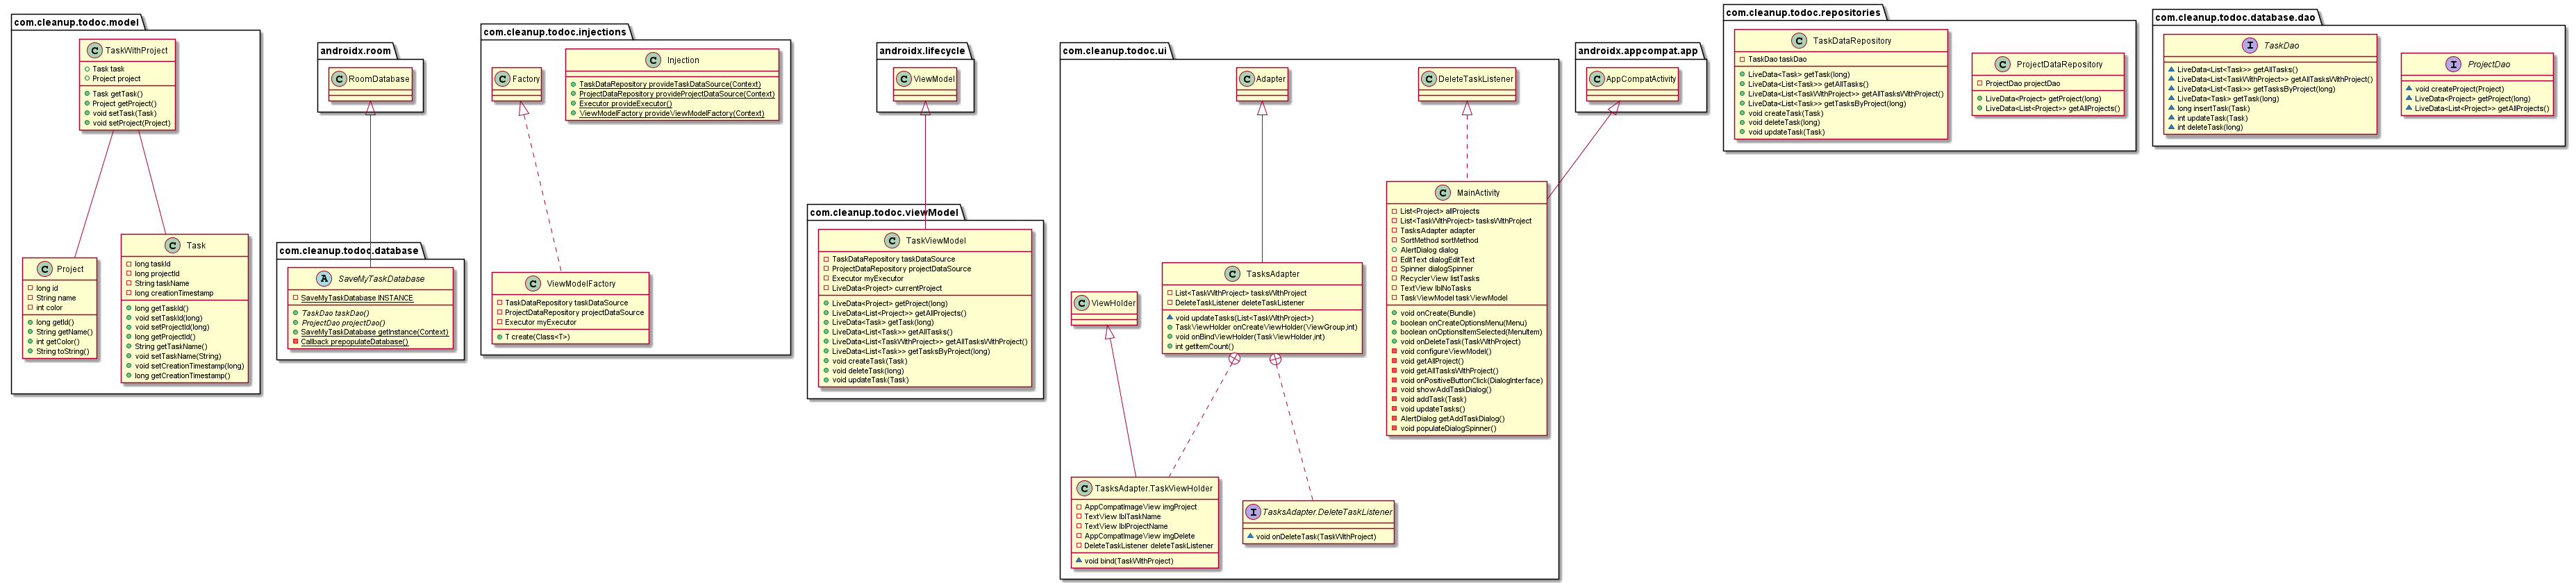 com.cleanup.todoc.model
C TaskWithProject
Task task
Project project
Task getTask()
Project getProject()
void setTask(Task)
void setProject(Project)
C Project
long id
String name
int color
long getId()
String getName()
int getColor()
String toString()
C Task
long taskId
long projectId
String taskName
long creationTimestamp
long getTaskId()
void setTaskId(long)
void setProjectId(long)
long getProjectId()
String getTaskName()
void setTaskName(String)
void setCreationTimestamp(long)
long getCreationTimestamp()
androidx.room
C RoomDatabase
com.cleanup.todoc.database
A SaveMyTaskDatabase
SaveMyTaskDatabase INSTANCE
TaskDao taskDao()
ProjectDao projectDao()
SaveMyTaskDatabase getInstance(Context)
Callback prepopulateDatabase()
com.cleanup.todoc.injections
C Factory
C Injection
TaskDataRepository provideTaskDataSource(Context)
ProjectDataRepository provideProjectDataSource(Context)
Executor provideExecutor()
ViewModelFactory provideViewModelFactory(Context)
C ViewModelFactory
TaskDataRepository taskDataSource
ProjectDataRepository projectDataSource
Executor myExecutor
T create(Class<T>)
androidx.lifecycle
C ViewModel
com.cleanup.todoc.viewModel
C TaskViewModel
TaskDataRepository taskDataSource
ProjectDataRepository projectDataSource
Executor myExecutor
LiveData<Project> currentProject
LiveData<Project> getProject(long)
LiveData<List<Project>> getAllProjects()
LiveData<Task> getTask(long)
LiveData<List<Task>> getAllTasks()
LiveData<List<TaskWithProject>> getAllTasksWithProject()
LiveData<List<Task>> getTasksByProject(long)
void createTask(Task)
void deleteTask(long)
void updateTask(Task)
com.cleanup.todoc.ui
C Adapter
C DeleteTaskListener
C MainActivity
List<Project> allProjects
List<TaskWithProject> tasksWithProject
TasksAdapter adapter
SortMethod sortMethod
AlertDialog dialog
EditText dialogEditText
Spinner dialogSpinner
RecyclerView listTasks
TextView lblNoTasks
TaskViewModel taskViewModel
void onCreate(Bundle)
boolean onCreateOptionsMenu(Menu)
boolean onOptionsItemSelected(MenuItem)
void onDeleteTask(TaskWithProject)
void configureViewModel()
void getAllProject()
void getAllTasksWithProject()
void onPositiveButtonClick(DialogInterface)
void showAddTaskDialog()
void addTask(Task)
void updateTasks()
AlertDialog getAddTaskDialog()
void populateDialogSpinner()
C TasksAdapter
List<TaskWithProject> tasksWithProject
DeleteTaskListener deleteTaskListener
void updateTasks(List<TaskWithProject>)
TaskViewHolder onCreateViewHolder(ViewGroup,int)
void onBindViewHolder(TaskViewHolder,int)
int getItemCount()
C ViewHolder
C TasksAdapter.TaskViewHolder
AppCompatImageView imgProject
TextView lblTaskName
TextView lblProjectName
AppCompatImageView imgDelete
DeleteTaskListener deleteTaskListener
void bind(TaskWithProject)
I TasksAdapter.DeleteTaskListener
void onDeleteTask(TaskWithProject)
androidx.appcompat.app
C AppCompatActivity
com.cleanup.todoc.repositories
C TaskDataRepository
TaskDao taskDao
LiveData<Task> getTask(long)
LiveData<List<Task>> getAllTasks()
LiveData<List<TaskWithProject>> getAllTasksWithProject()
LiveData<List<Task>> getTasksByProject(long)
void createTask(Task)
void deleteTask(long)
void updateTask(Task)
C ProjectDataRepository
ProjectDao projectDao
LiveData<Project> getProject(long)
LiveData<List<Project>> getAllProjects()
com.cleanup.todoc.database.dao
I TaskDao
LiveData<List<Task>> getAllTasks()
LiveData<List<TaskWithProject>> getAllTasksWithProject()
LiveData<List<Task>> getTasksByProject(long)
LiveData<Task> getTask(long)
long insertTask(Task)
int updateTask(Task)
int deleteTask(long)
I ProjectDao
void createProject(Project)
LiveData<Project> getProject(long)
LiveData<List<Project>> getAllProjects()